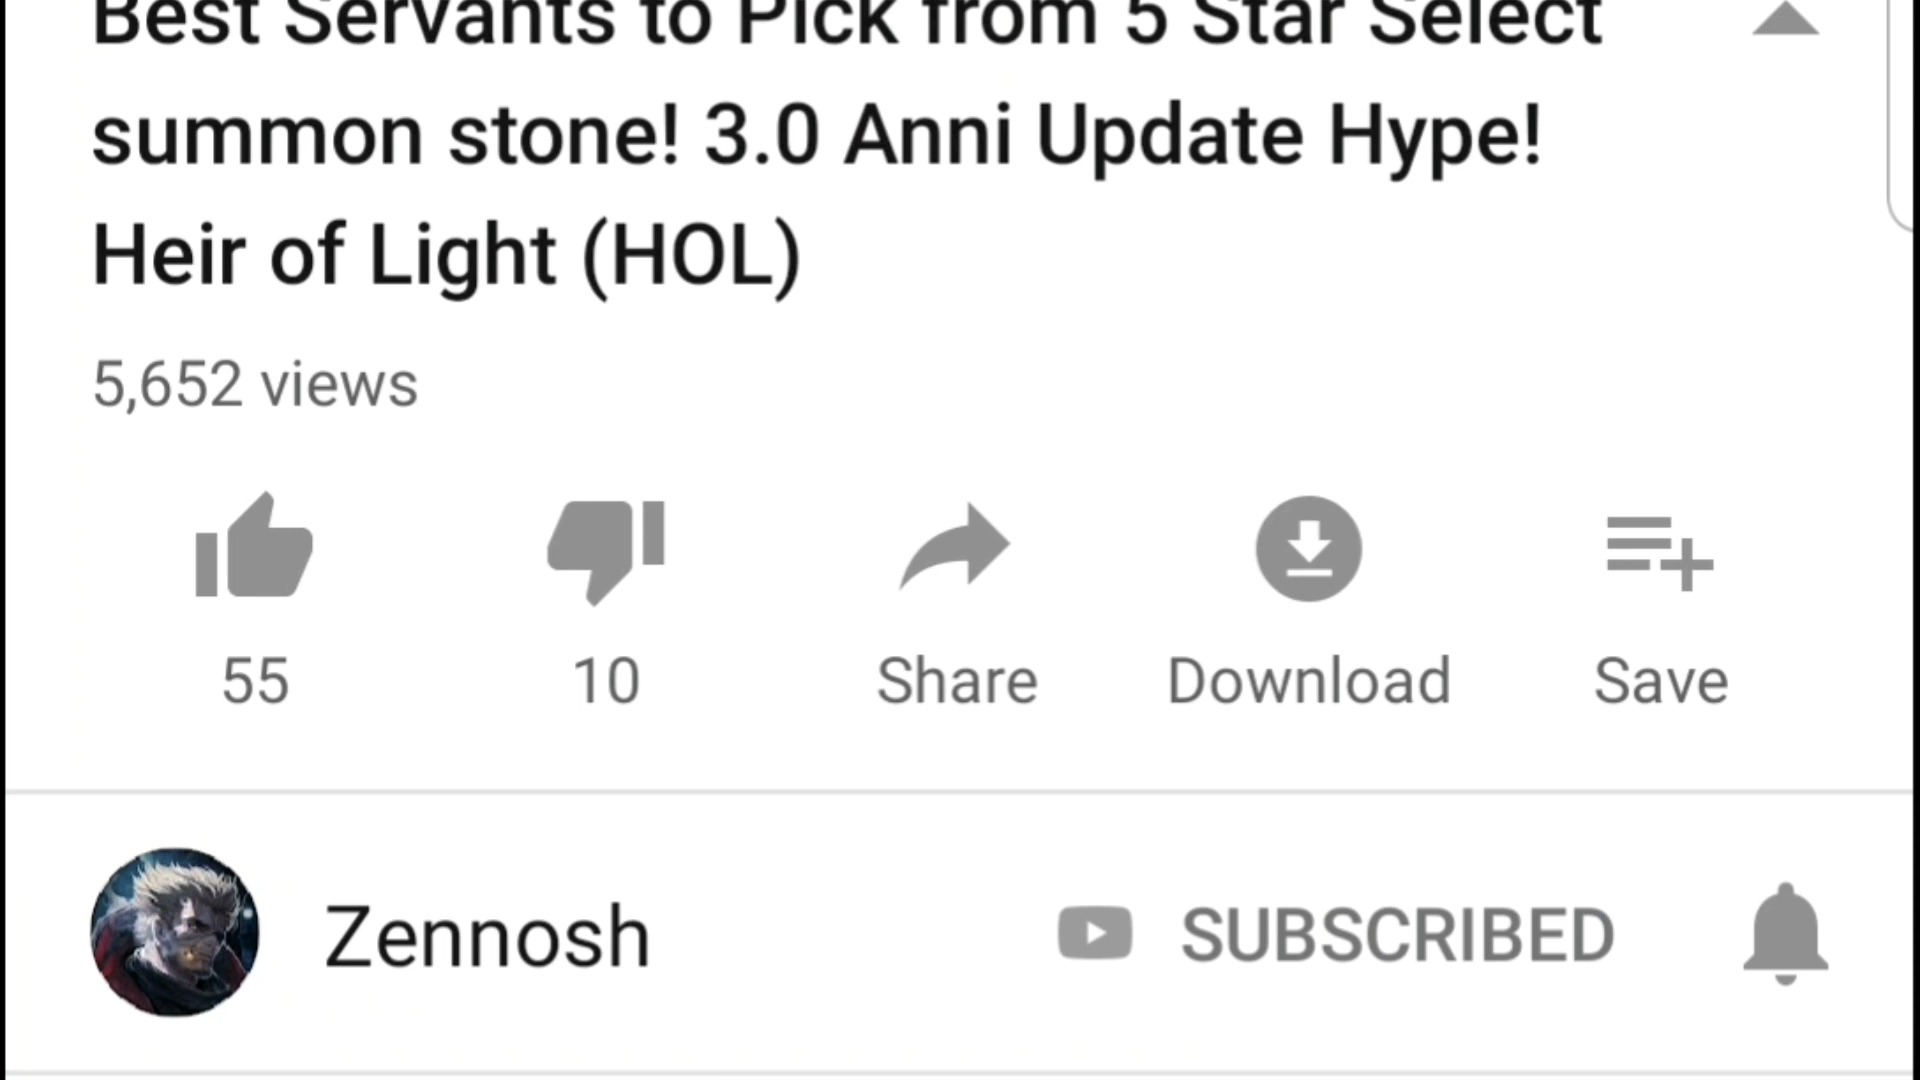 Best Servants to Pick from 5 Star Select
summon stone! 3.0 Anni Update Hype!
Heir of Light (HOL)
5,652 views
55
10
Share
Download
Save
Zennosh
SUBSCRIBED